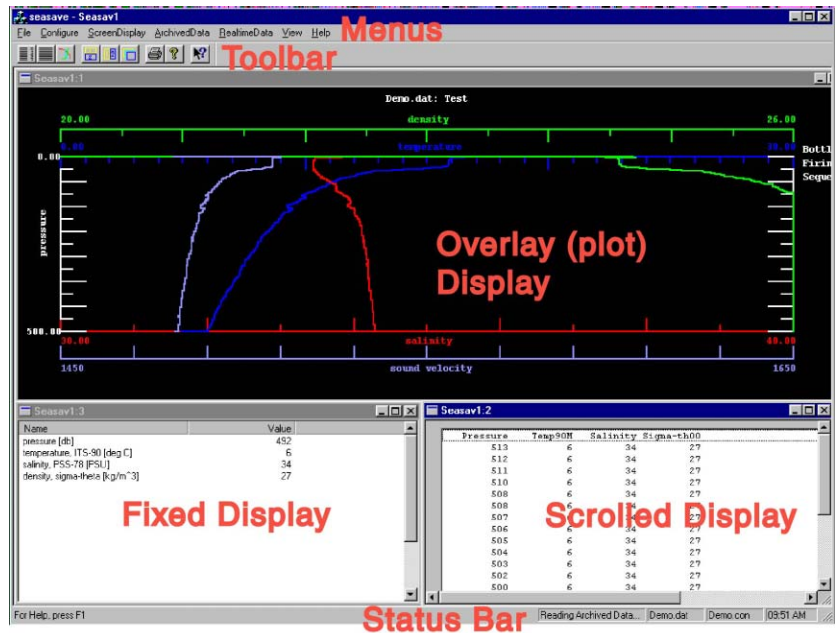 seasave - Seasav1
File Configure ScreenDisplay ArchivedData RealtimeData View Help
Menus
Toolbar
Seasav1:1
Demo.dat: Test
20.00 density 26.00
0.00 temperature 30.00
Bottl
Firin
Seque
0.00
pressure
500.00
Overlay (plot)
Display
30.00 salinity 40.00
1450 sound velocity 1650
Seasav1:3
Name Value
pressure [db] 492
temperature, ITS-90 [deg C] 6
salinity, PSS-78 [PSU] 34
density, sigma-theta [kg/m^3] 27
Fixed Display
Seasav1:2
Pressure Temp90M Salinity Sigma-th00
513 6 34 27
512 6 34 27
511 6 34 27
510 6 34 27
508 6 34 27
508 6 34 27
507 6 34 27
506 6 34 27
505 6 34 27
504 6 34 27
503 6 34 27
502 6 34 27
500 6 34 27
Scrolled Display
For Help, press F1
Status Bar
Reading Archived Data... Demo.dat Demo.con 09:51 AM